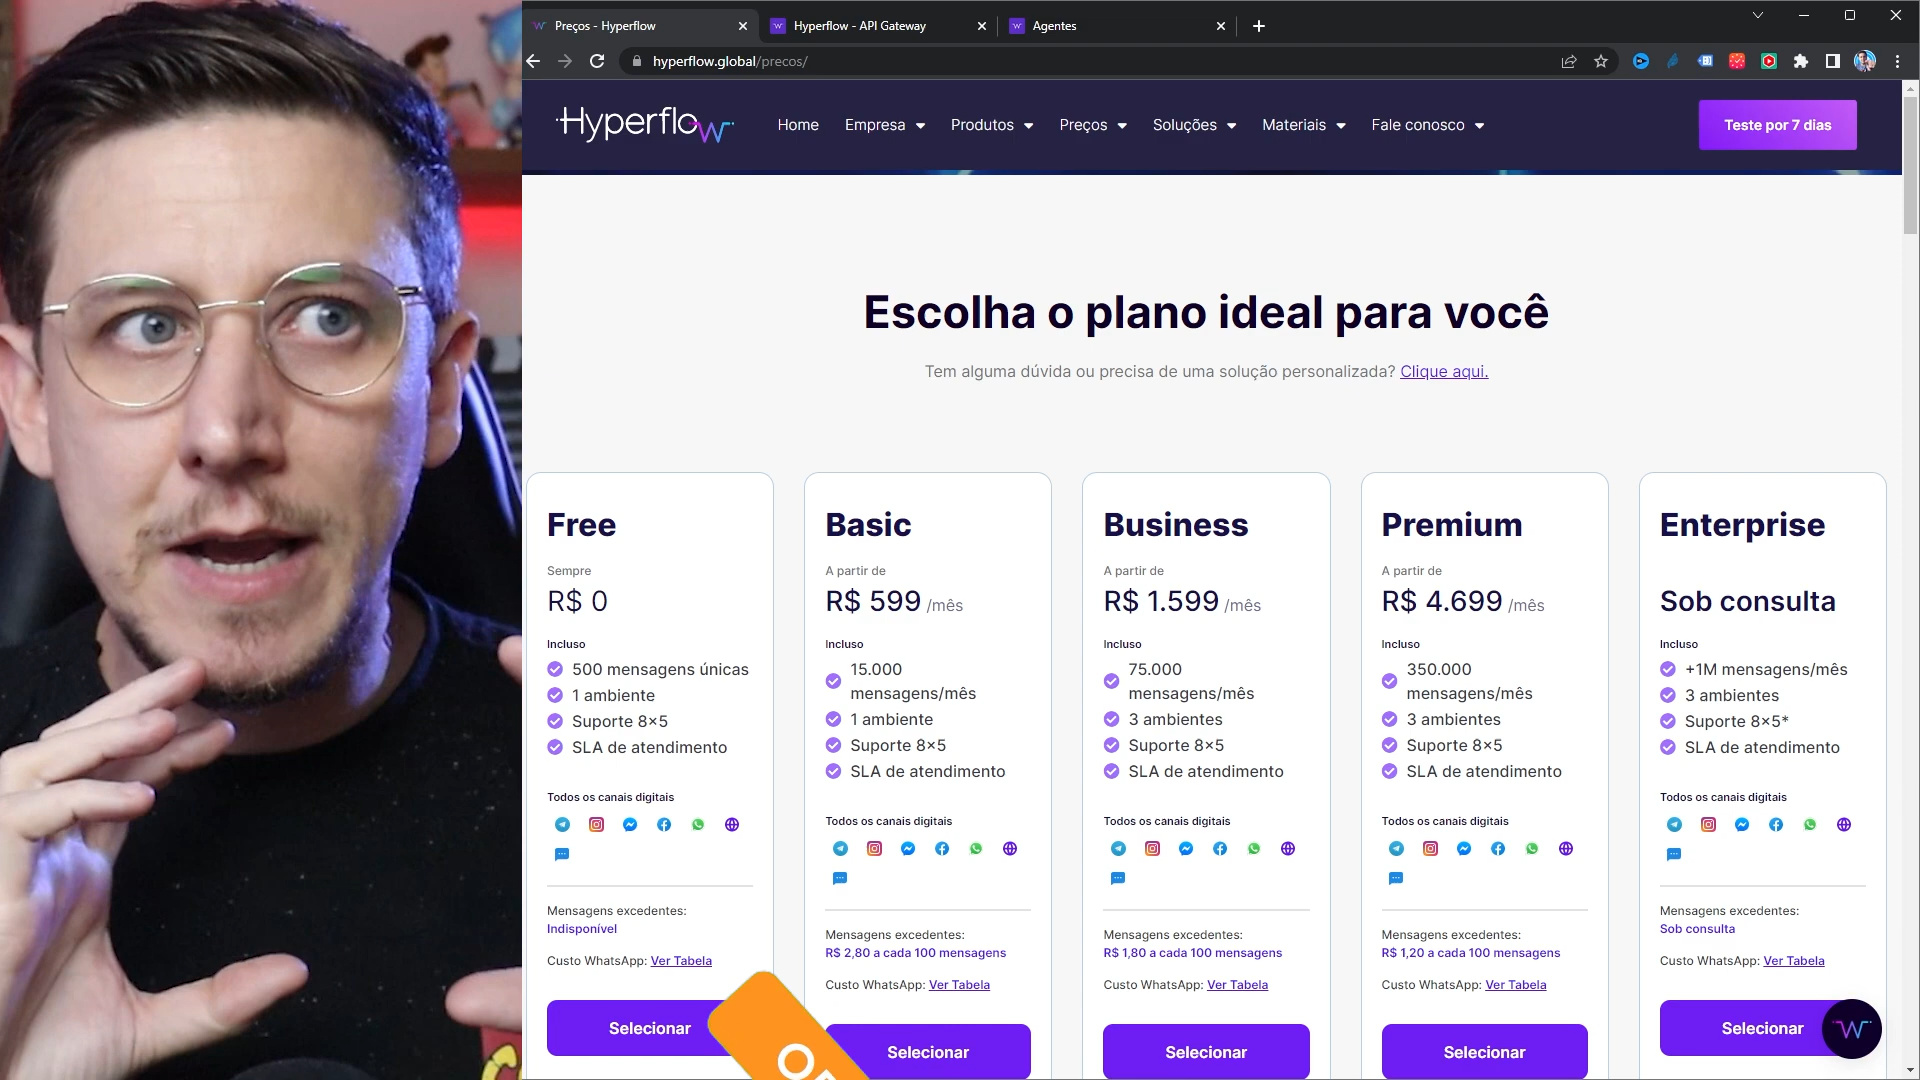 Preços - Hyperflow
Hyperflow - API Gateway
Agentes
hyperflow.global/precos/
Hyperflow
Home
Empresa
Produtos
Preços
Soluções
Materiais
Fale conosco
Teste por 7 dias
Escolha o plano ideal para você
Tem alguma dúvida ou precisa de uma solução personalizada? Clique aqui.
Free
Sempre
R$ 0
Incluso
500 mensagens únicas
1 ambiente
Suporte 8×5
SLA de atendimento
Todos os canais digitais
Mensagens excedentes:
Indisponível
Custo WhatsApp: Ver Tabela
Selecionar
Basic
A partir de
R$ 599 /mês
Incluso
15.000
mensagens/mês
1 ambiente
Suporte 8×5
SLA de atendimento
Todos os canais digitais
Mensagens excedentes:
R$ 2,80 a cada 100 mensagens
Custo WhatsApp: Ver Tabela
Selecionar
Business
A partir de
R$ 1.599 /mês
Incluso
75.000
mensagens/mês
3 ambientes
Suporte 8×5
SLA de atendimento
Todos os canais digitais
Mensagens excedentes:
R$ 1,80 a cada 100 mensagens
Custo WhatsApp: Ver Tabela
Selecionar
Premium
A partir de
R$ 4.699 /mês
Incluso
350.000
mensagens/mês
3 ambientes
Suporte 8×5
SLA de atendimento
Todos os canais digitais
Mensagens excedentes:
R$ 1,20 a cada 100 mensagens
Custo WhatsApp: Ver Tabela
Selecionar
Enterprise
Sob consulta
Incluso
+1M mensagens/mês
3 ambientes
Suporte 8×5*
SLA de atendimento
Todos os canais digitais
Mensagens excedentes:
Sob consulta
Custo WhatsApp: Ver Tabela
Selecionar